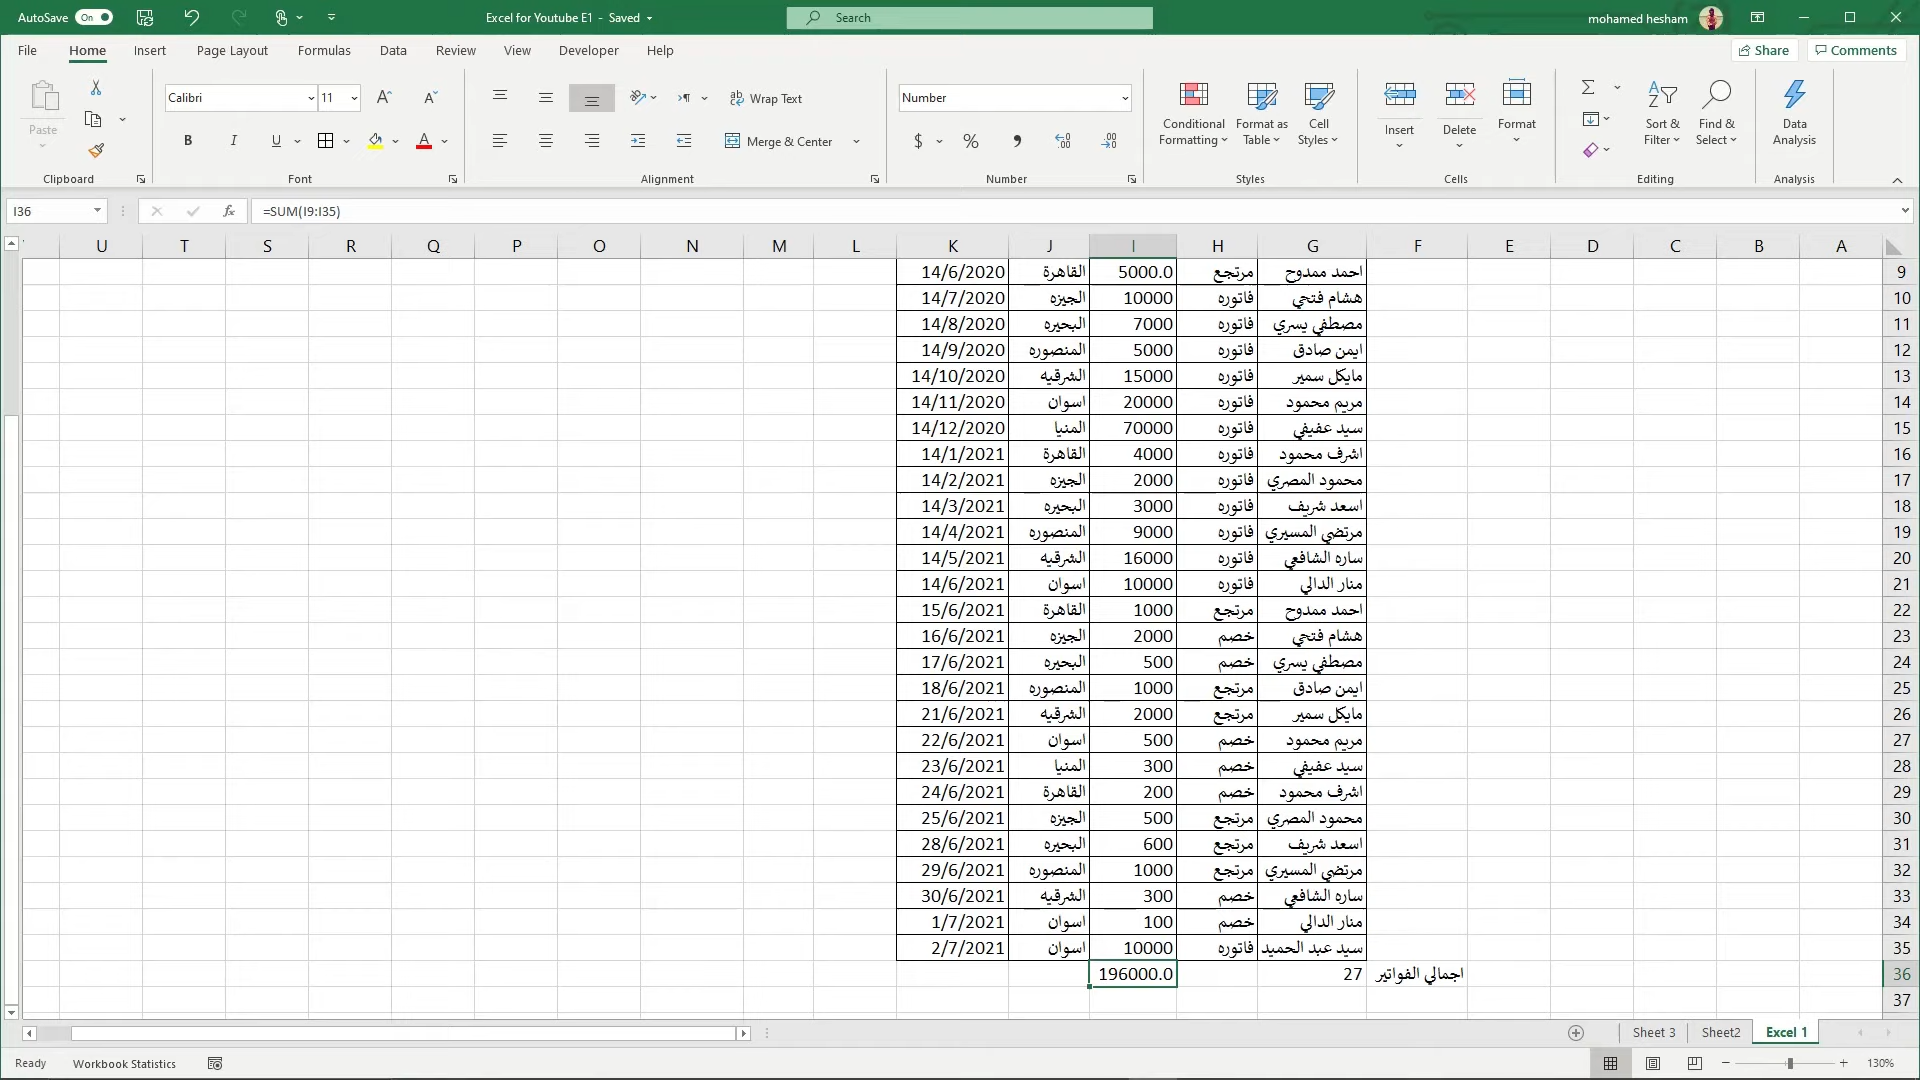 AutoSave On Excel for Youtube E1 - Saved Search mohamed hesham
File Home Insert Page Layout Formulas Data Review View Developer Help Share Comments
Calibri 11 Wrap Text Number
Paste B I U Merge & Center $ % , Conditional Formatting Format as Table Cell Styles Insert Delete Format Sort & Filter Find & Select Data Analysis
Clipboard Font Alignment Number Styles Cells Editing Analysis
I36 fx =SUM(I9:I35)
U T S R Q P O N M L K J I H G F E D C B A
14/6/2020 القاهرة 5000.0 مرتجع احمد ممدوح 9
14/7/2020 الجيزه 10000 فاتوره هشام فتحي 10
14/8/2020 البحيره 7000 فاتوره مصطفي يسري 11
14/9/2020 المنصوره 5000 فاتوره ايمن صادق 12
14/10/2020 الشرقيه 15000 فاتوره مايكل سمير 13
14/11/2020 اسوان 20000 فاتوره مريم محمود 14
14/12/2020 المنيا 70000 فاتوره سيد عفيفي 15
14/1/2021 القاهرة 4000 فاتوره اشرف محمود 16
14/2/2021 الجيزه 2000 فاتوره محمود المصري 17
14/3/2021 البحيره 3000 فاتوره اسعد شريف 18
14/4/2021 المنصوره 9000 فاتوره مرتضي المسيري 19
14/5/2021 الشرقيه 16000 فاتوره ساره الشافعي 20
14/6/2021 اسوان 10000 فاتوره منار الدالي 21
15/6/2021 القاهرة 1000 مرتجع احمد ممدوح 22
16/6/2021 الجيزه 2000 خصم هشام فتحي 23
17/6/2021 البحيره 500 خصم مصطفي يسري 24
18/6/2021 المنصوره 1000 مرتجع ايمن صادق 25
21/6/2021 الشرقيه 2000 مرتجع مايكل سمير 26
22/6/2021 اسوان 500 خصم مريم محمود 27
23/6/2021 المنيا 300 خصم سيد عفيفي 28
24/6/2021 القاهرة 200 خصم اشرف محمود 29
25/6/2021 الجيزه 500 مرتجع محمود المصري 30
28/6/2021 البحيره 600 مرتجع اسعد شريف 31
29/6/2021 المنصوره 1000 مرتجع مرتضي المسيري 32
30/6/2021 الشرقيه 300 خصم ساره الشافعي 33
1/7/2021 اسوان 100 خصم منار الدالي 34
2/7/2021 اسوان 10000 فاتوره سيد عبد الحميد 35
196000.0 27 اجمالي الفواتير 36
37
Sheet 3 Sheet2 Excel 1
Ready Workbook Statistics 130%